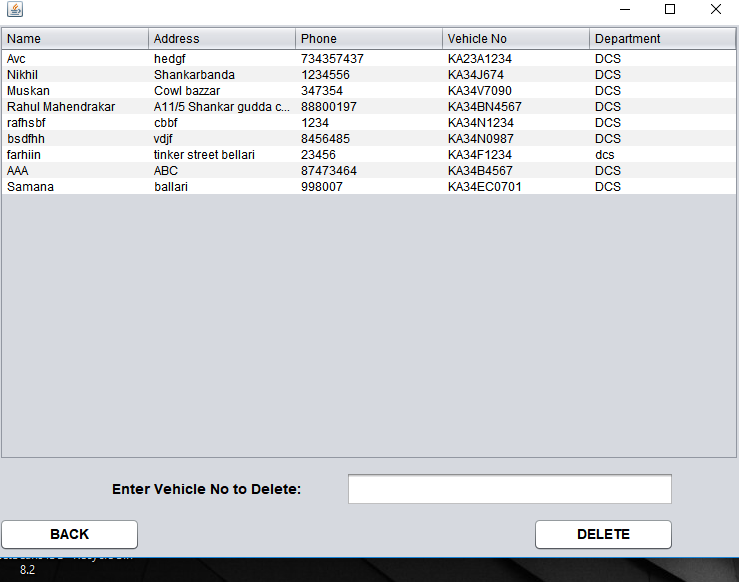 Name Address Phone Vehicle No Department
Avc hedgf 734357437 KA23A1234 DCS
Nikhil Shankarbanda 1234556 KA34J674 DCS
Muskan Cowl bazzar 347354 KA34V7090 DCS
Rahul Mahendrakar A11/5 Shankar gudda c... 88800197 KA34BN4567 DCS
rafhsbf cbbf 1234 KA34N1234 DCS
bsdfhh vdjf 8456485 KA34N0987 DCS
farhiin tinker street bellari 23456 KA34F1234 dcs
AAA ABC 87473464 KA34B4567 DCS
Samana ballari 998007 KA34EC0701 DCS
Enter Vehicle No to Delete:
BACK DELETE
8.2